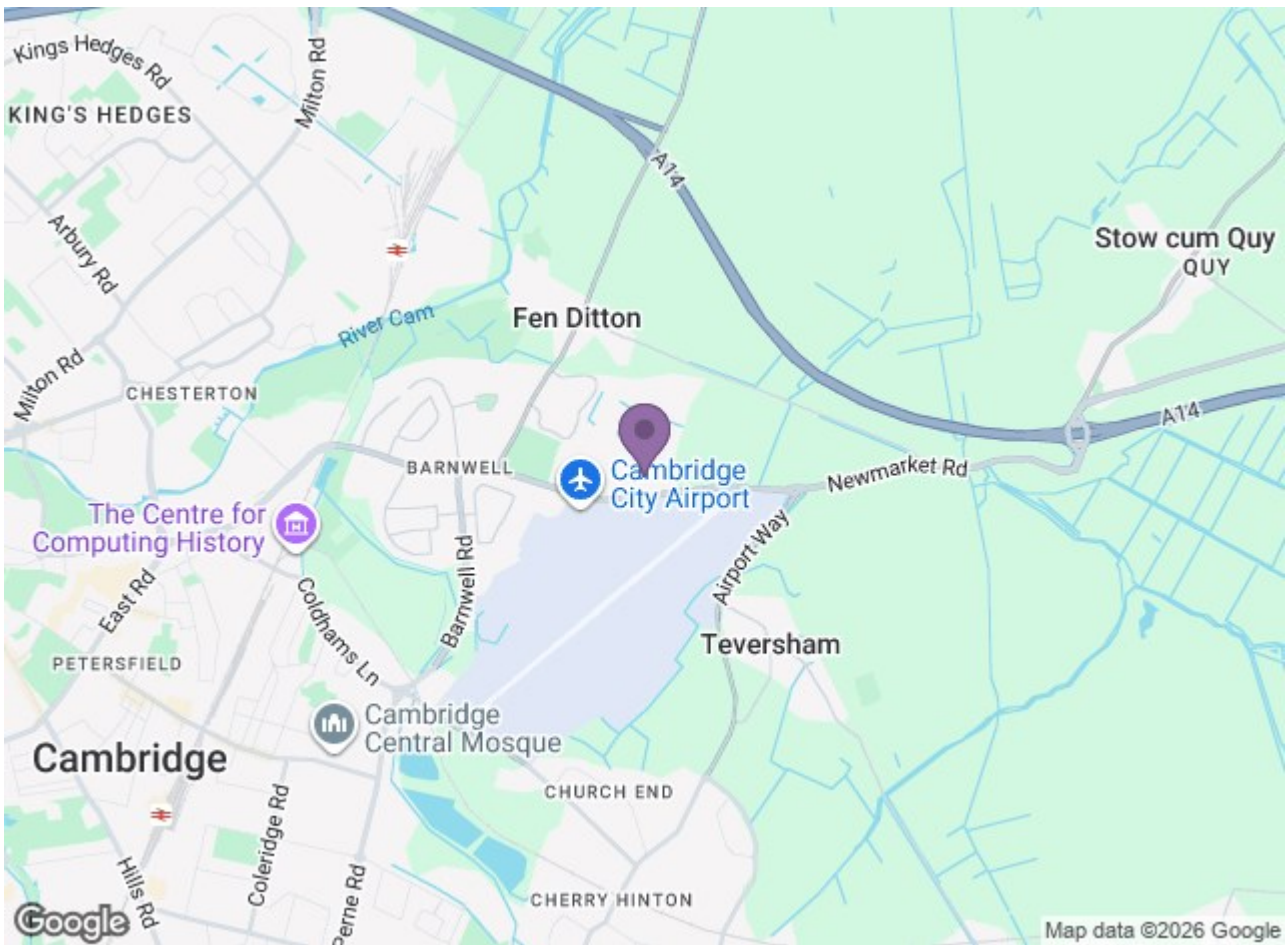 Kings Hedges Rd
Milton Rd
KING'S HEDGES
A14
Arbury Rd
Stow cum Quy
QUY
River Cam
Fen Ditton
Milton Rd
CHESTERTON
A14
BARNWELL
Cambridge
City Airport
Newmarket Rd
The Centre for
Computing History
Airport Way
East Rd
Coldhams Ln
Barnwell Rd
Teversham
PETERSFIELD
Cambridge
Central Mosque
Cambridge
CHURCH END
Coleridge Rd
Hills Rd
Perne Rd
CHERRY HINTON
Google
Map data ©2026 Google